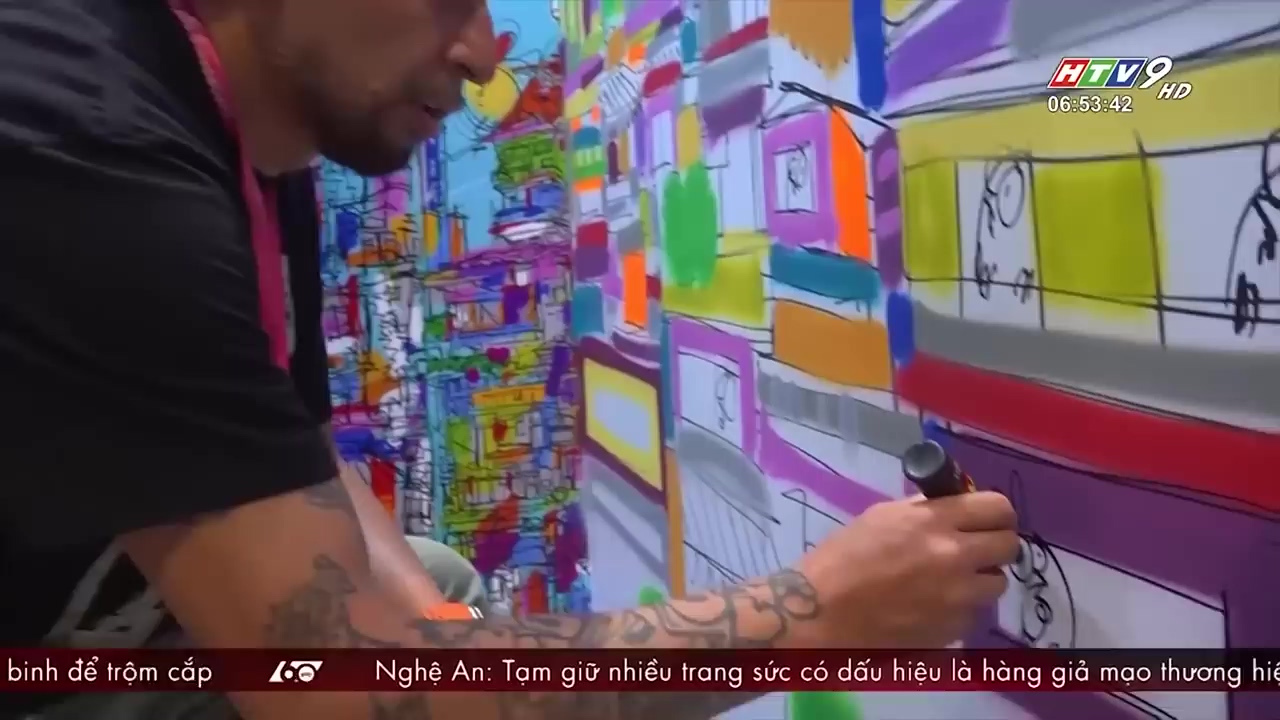 HTV9 HD
06:53:42
binh để trộm cắp 60 Nghệ An: Tạm giữ nhiều trang sức có dấu hiệu là hàng giả mạo thương